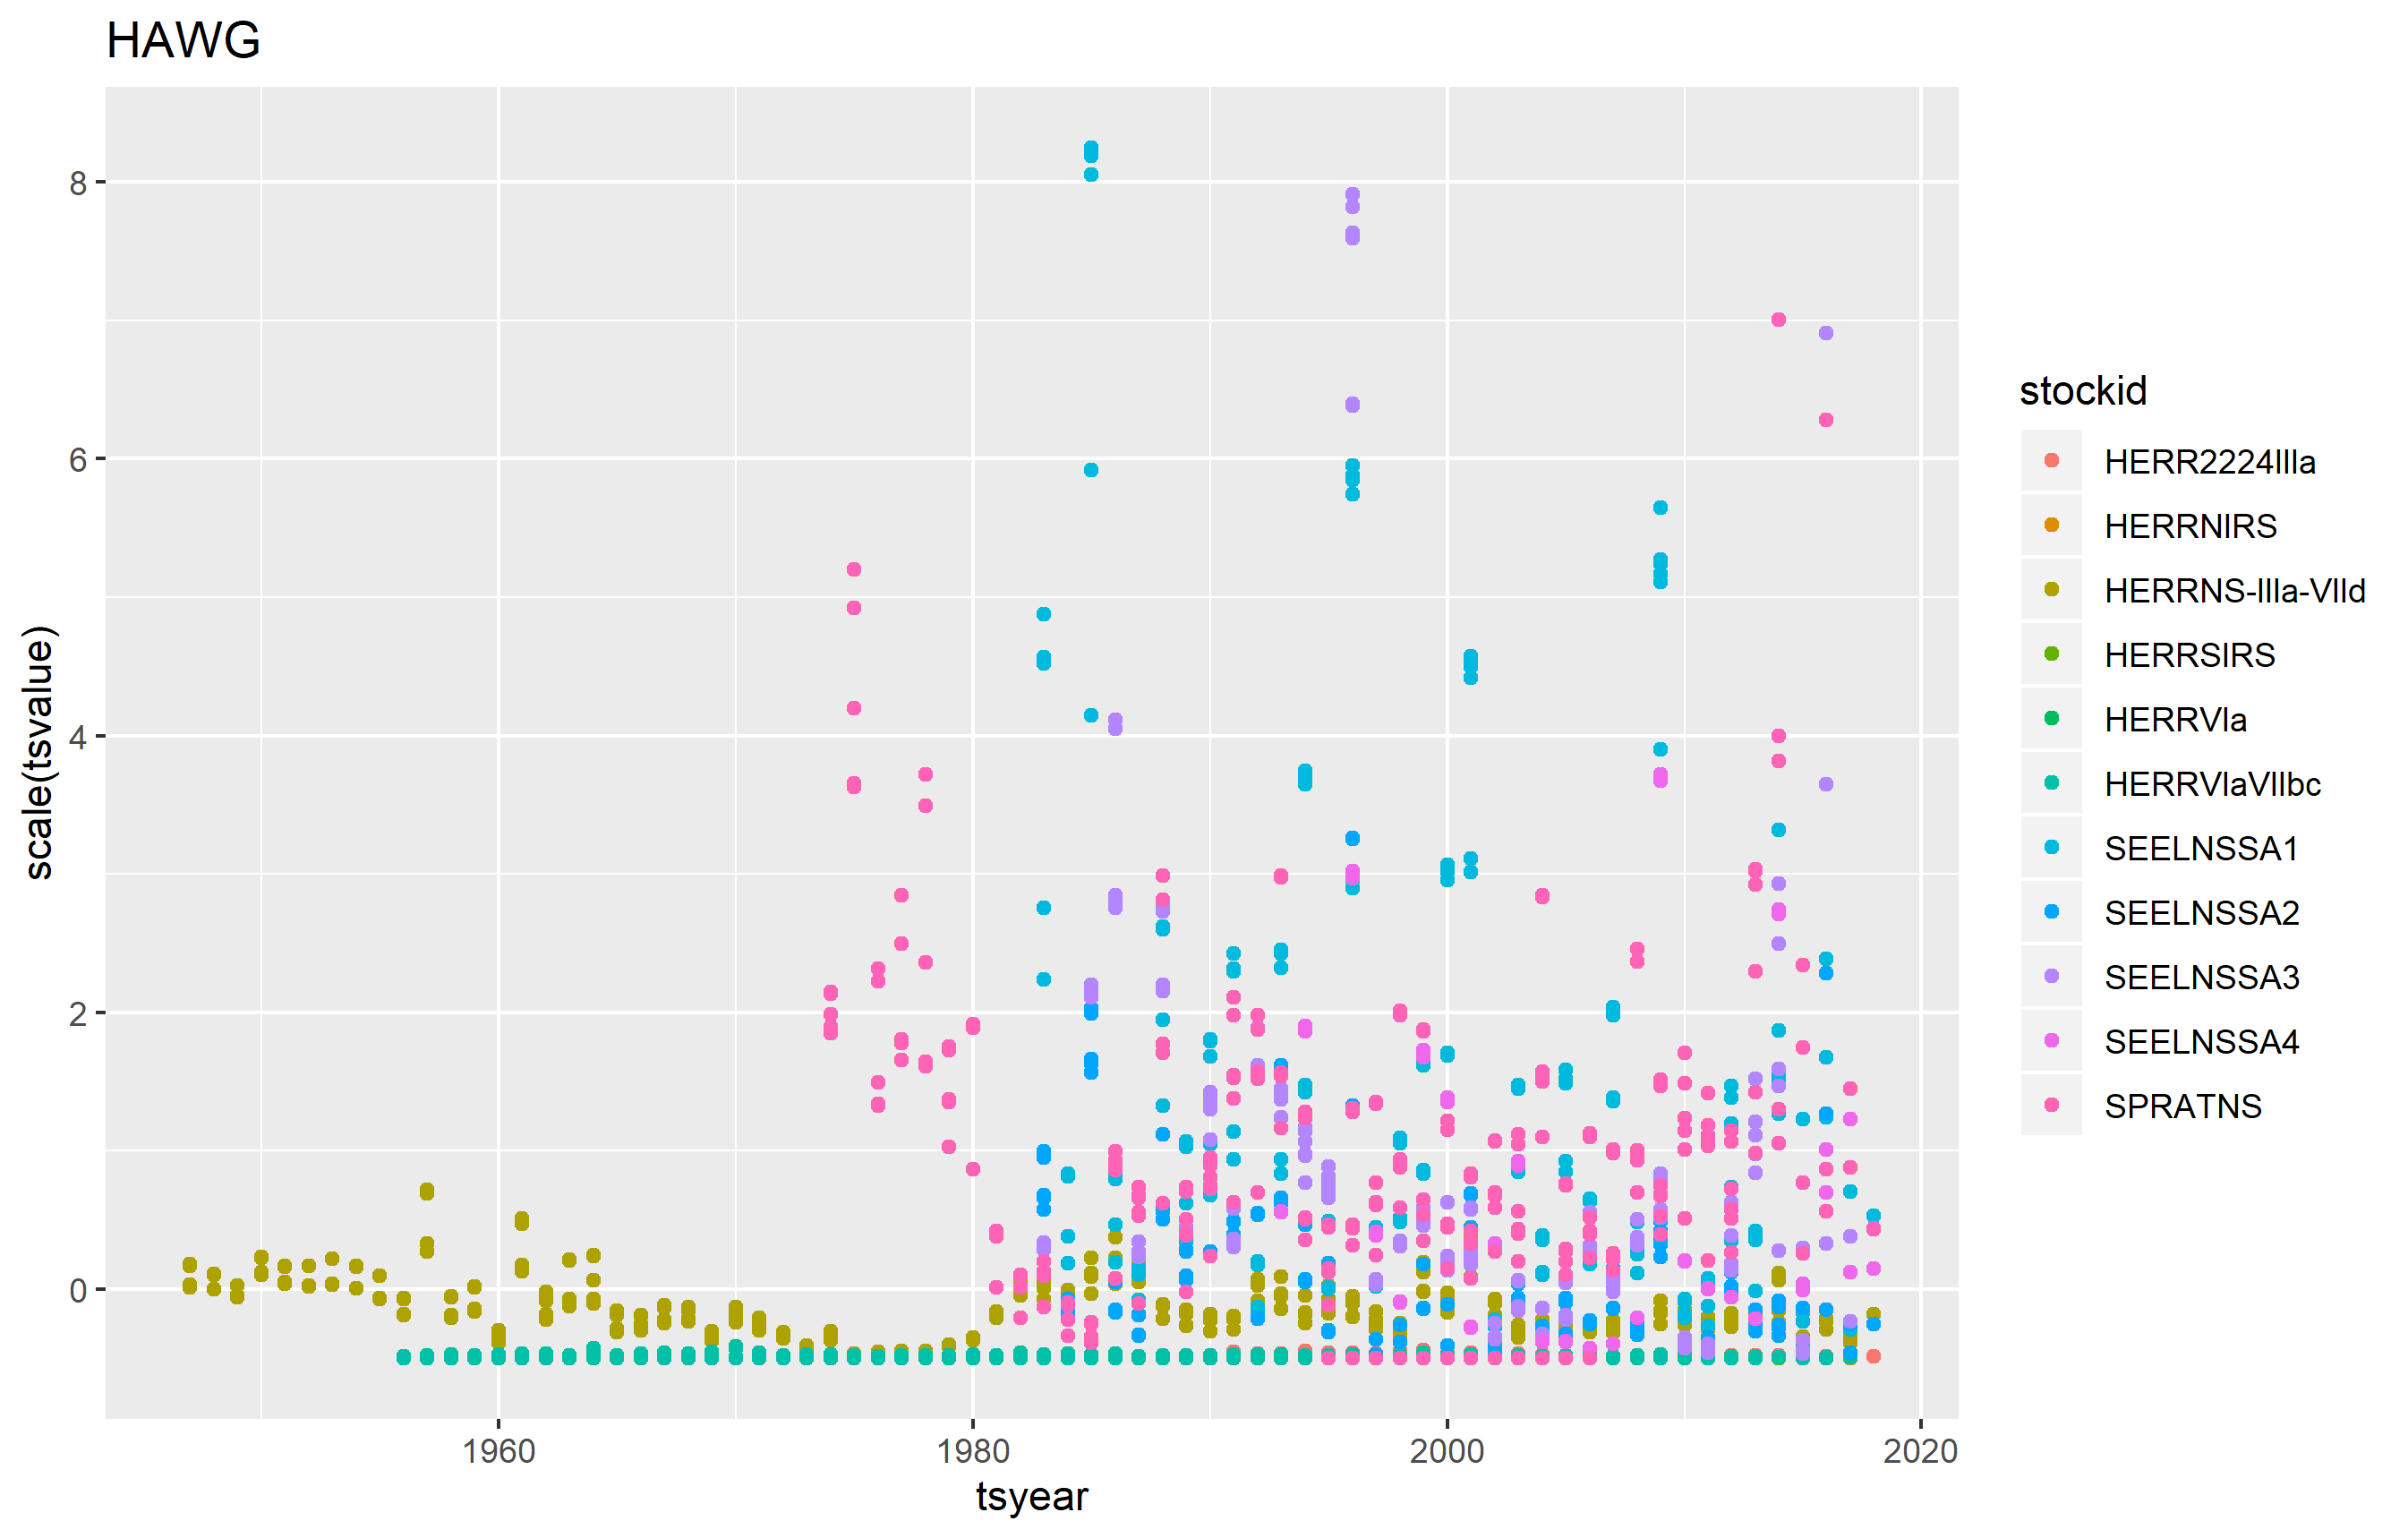 HAWG
8
6
4
2
0
scale(tsvalue)
1960
1980
2000
2020
tsyear
stockid
HERR2224IIIa
HERRNIRS
HERRNS-IIIa-VIId
HERRSIRS
HERRVIa
HERRVIaVIIbc
SEELNSSA1
SEELNSSA2
SEELNSSA3
SEELNSSA4
SPRATNS